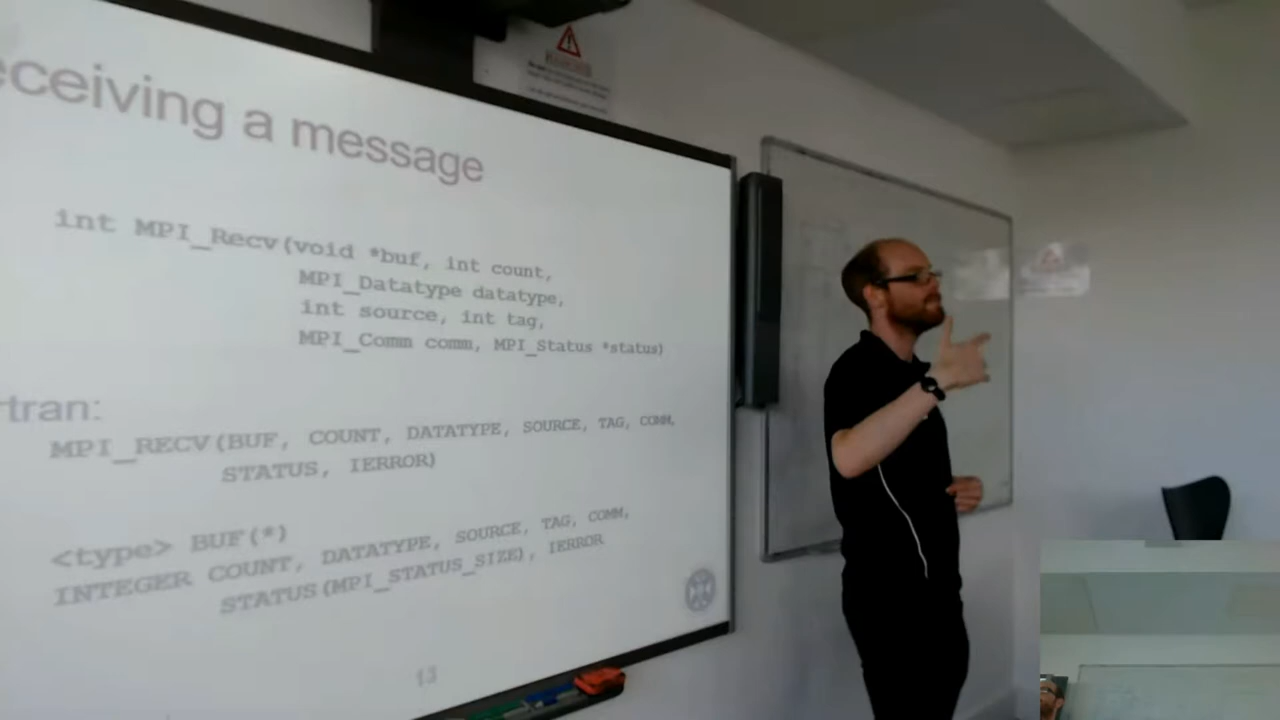 eceiving a message
int MPI_Recv(void *buf, int count,
MPI_Datatype datatype,
int source, int tag,
MPI_Comm comm, MPI_Status *status)
rtran:
MPI_RECV(BUF, COUNT, DATATYPE, SOURCE, TAG, COMM,
STATUS, IERROR)
<type> BUF(*)
INTEGER COUNT, DATATYPE, SOURCE, TAG, COMM,
STATUS(MPI_STATUS_SIZE), IERROR
13